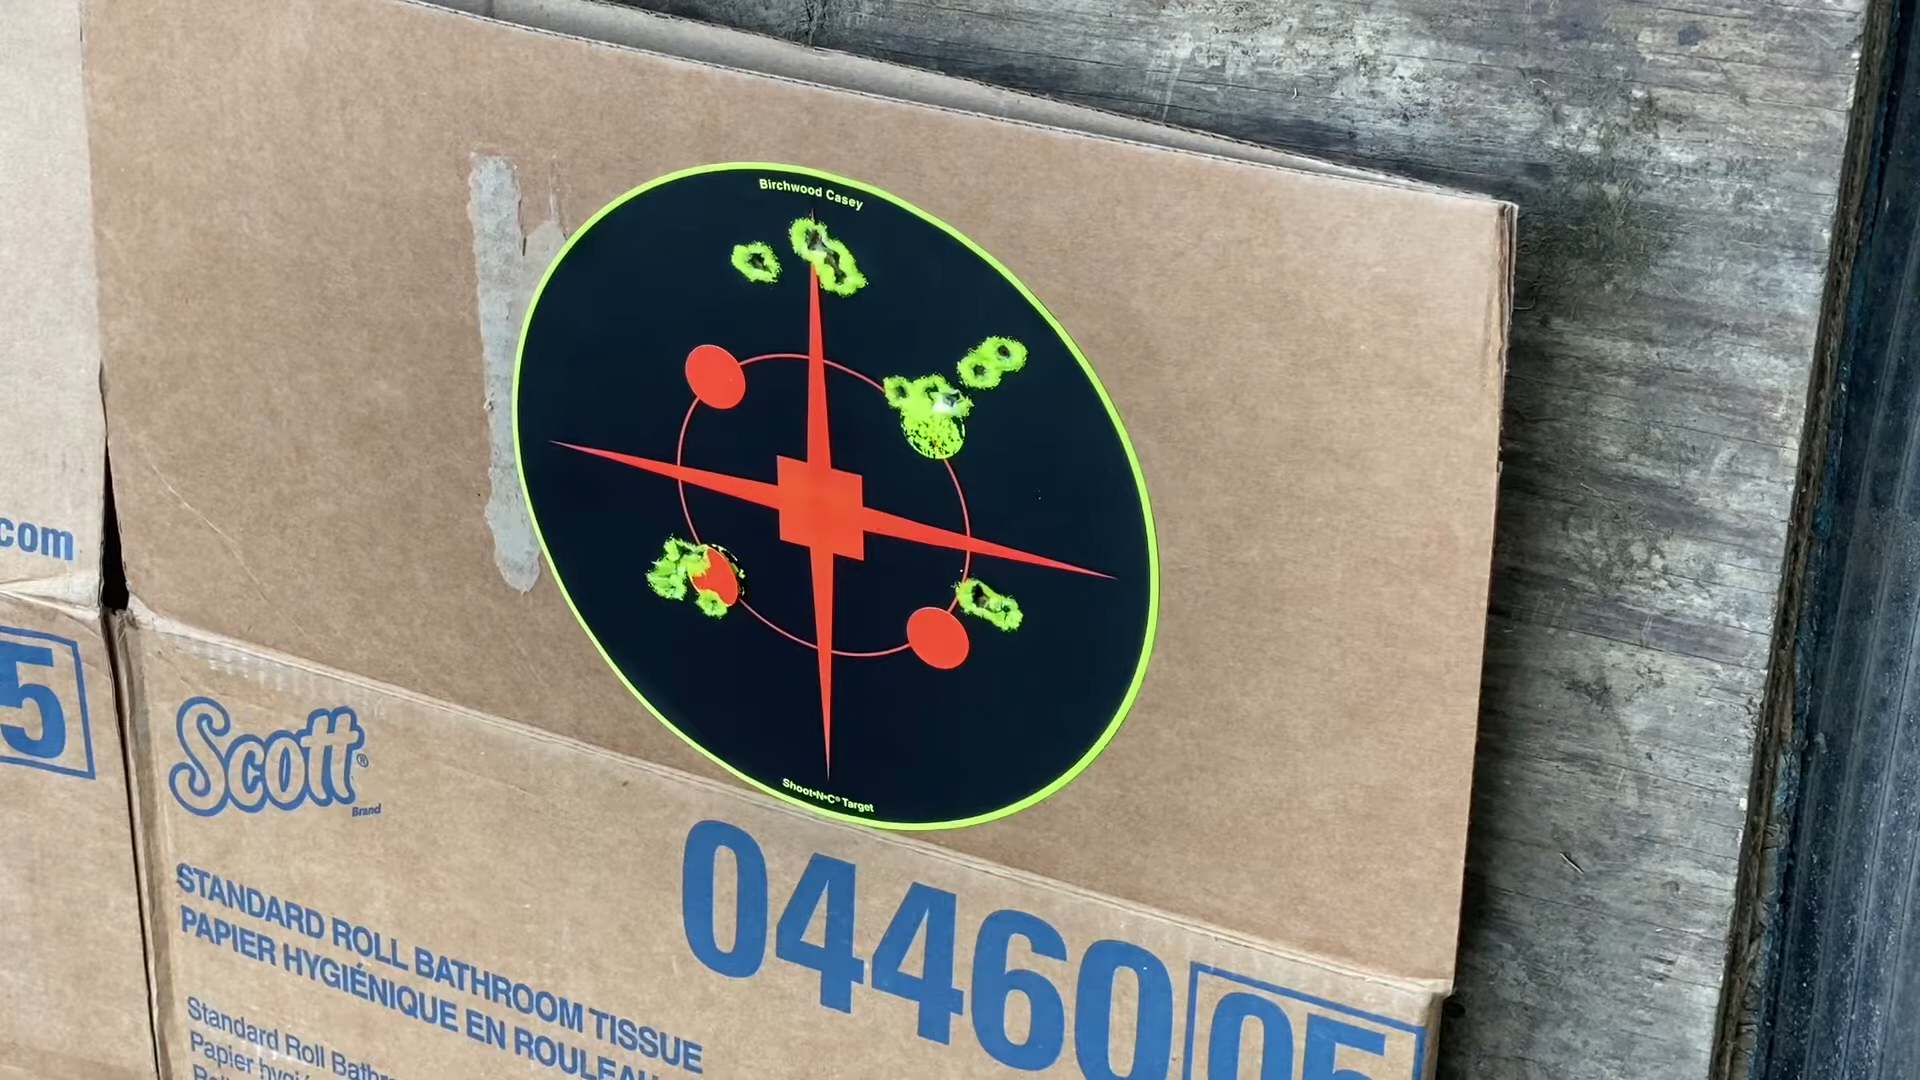 Birchwood Casey
Shoot•N•C® Target
.com
5
Scott®
Brand
STANDARD ROLL BATHROOM TISSUE
PAPIER HYGIÉNIQUE EN ROULEAU
Standard Roll Bathr
Papier hygi
04460
05